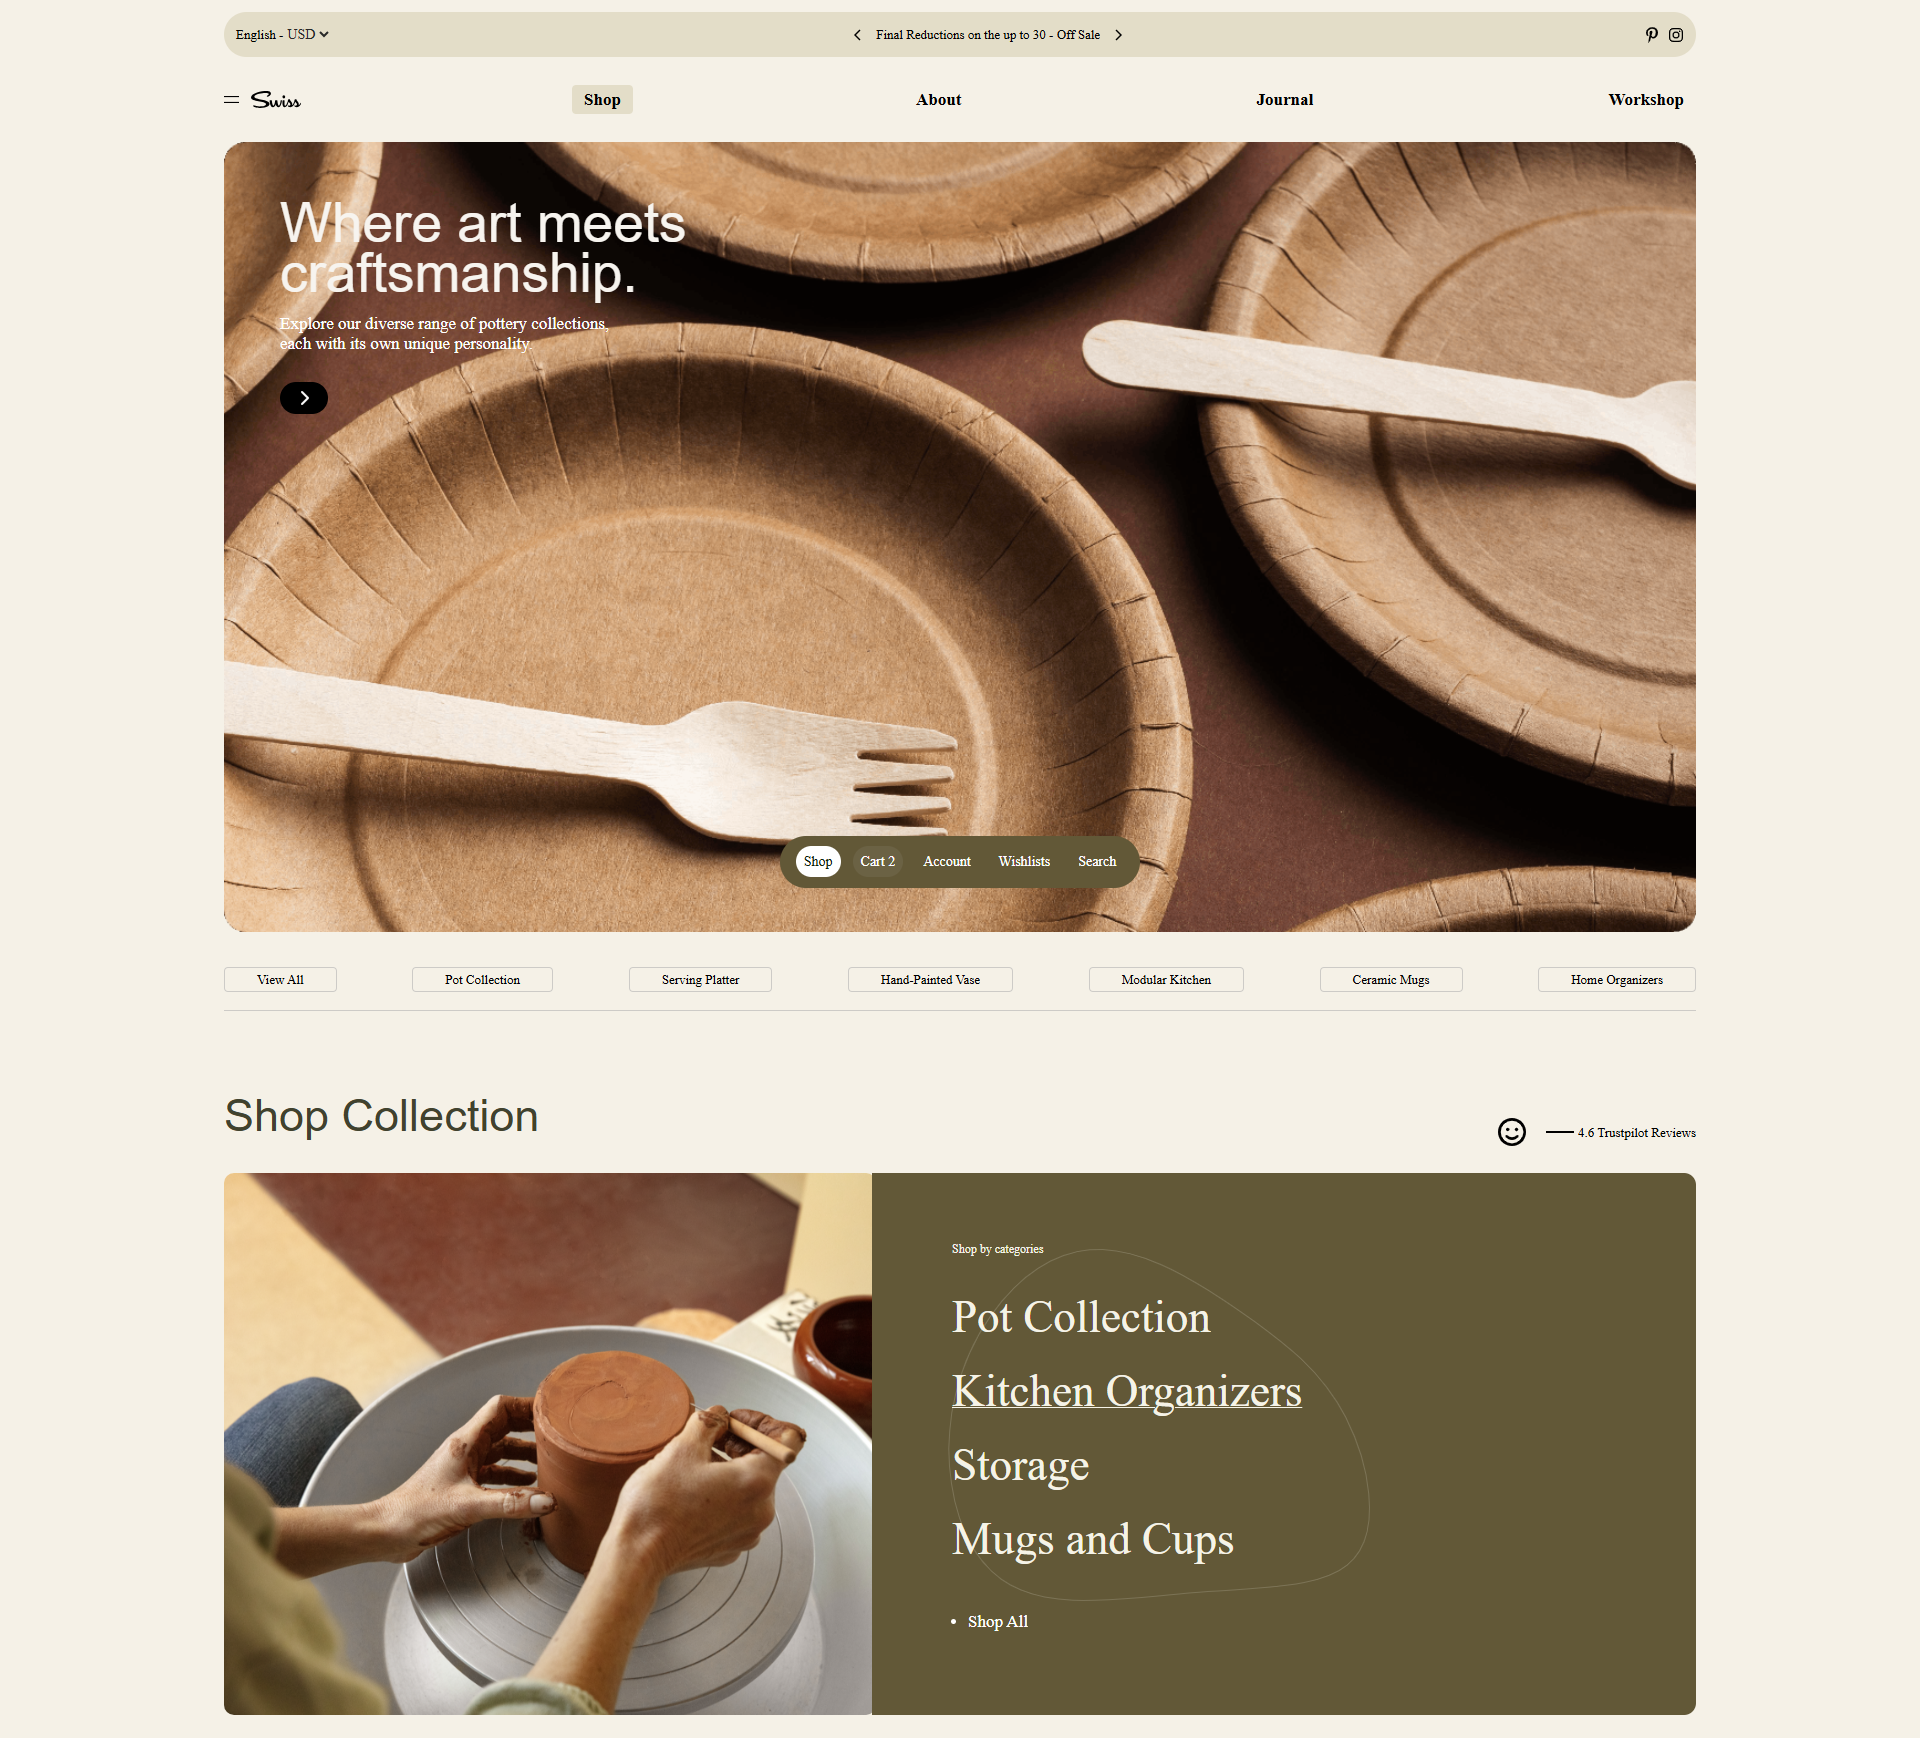 English - USD
Final Reductions on the up to 30 - Off Sale
Swiss
Shop
About
Journal
Workshop
Where art meets
craftsmanship.
Explore our diverse range of pottery collections,
each with its own unique personality.
Shop
Cart 2
Account
Wishlists
Search
View All
Pot Collection
Serving Platter
Hand-Painted Vase
Modular Kitchen
Ceramic Mugs
Home Organizers
Shop Collection
4.6 Trustpilot Reviews
Shop by categories
Pot Collection
Kitchen Organizers
Storage
Mugs and Cups
Shop All